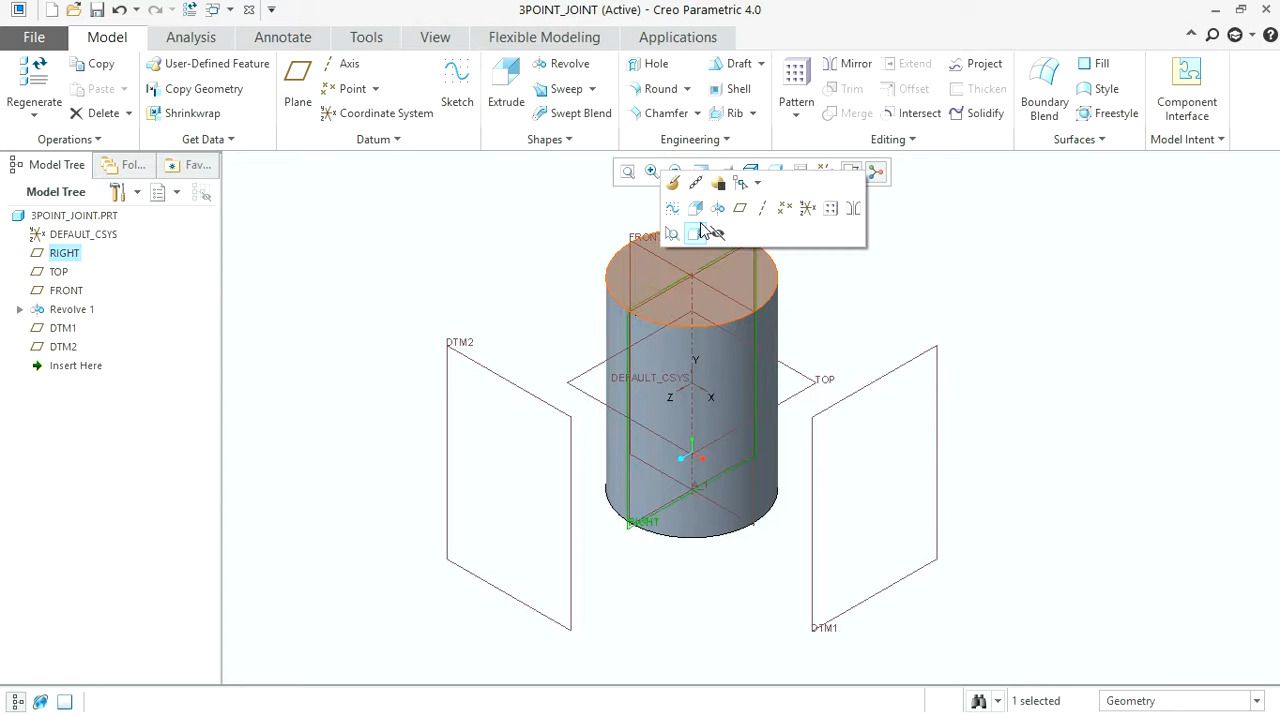 3POINT_JOINT (Active) - Creo Parametric 4.0
File Model Analysis Annotate Tools View Flexible Modeling Applications
Regenerate
Copy
Paste
Delete
Operations
User-Defined Feature
Copy Geometry
Shrinkwrap
Get Data
Plane
Axis
Point
Coordinate System
Datum
Sketch
Extrude
Revolve
Sweep
Swept Blend
Shapes
Hole
Round
Chamfer
Draft
Shell
Rib
Engineering
Pattern
Mirror
Trim
Merge
Extend
Offset
Intersect
Project
Thicken
Solidify
Editing
Boundary
Blend
Fill
Style
Freestyle
Surfaces
Component
Interface
Model Intent
Model Tree
Fol...
Fav...
Model Tree
3POINT_JOINT.PRT
DEFAULT_CSYS
RIGHT
TOP
FRONT
Revolve 1
DTM1
DTM2
Insert Here
DTM2
DEFAULT_CSYS
Y
Z
X
TOP
DTM1
1 selected
Geometry